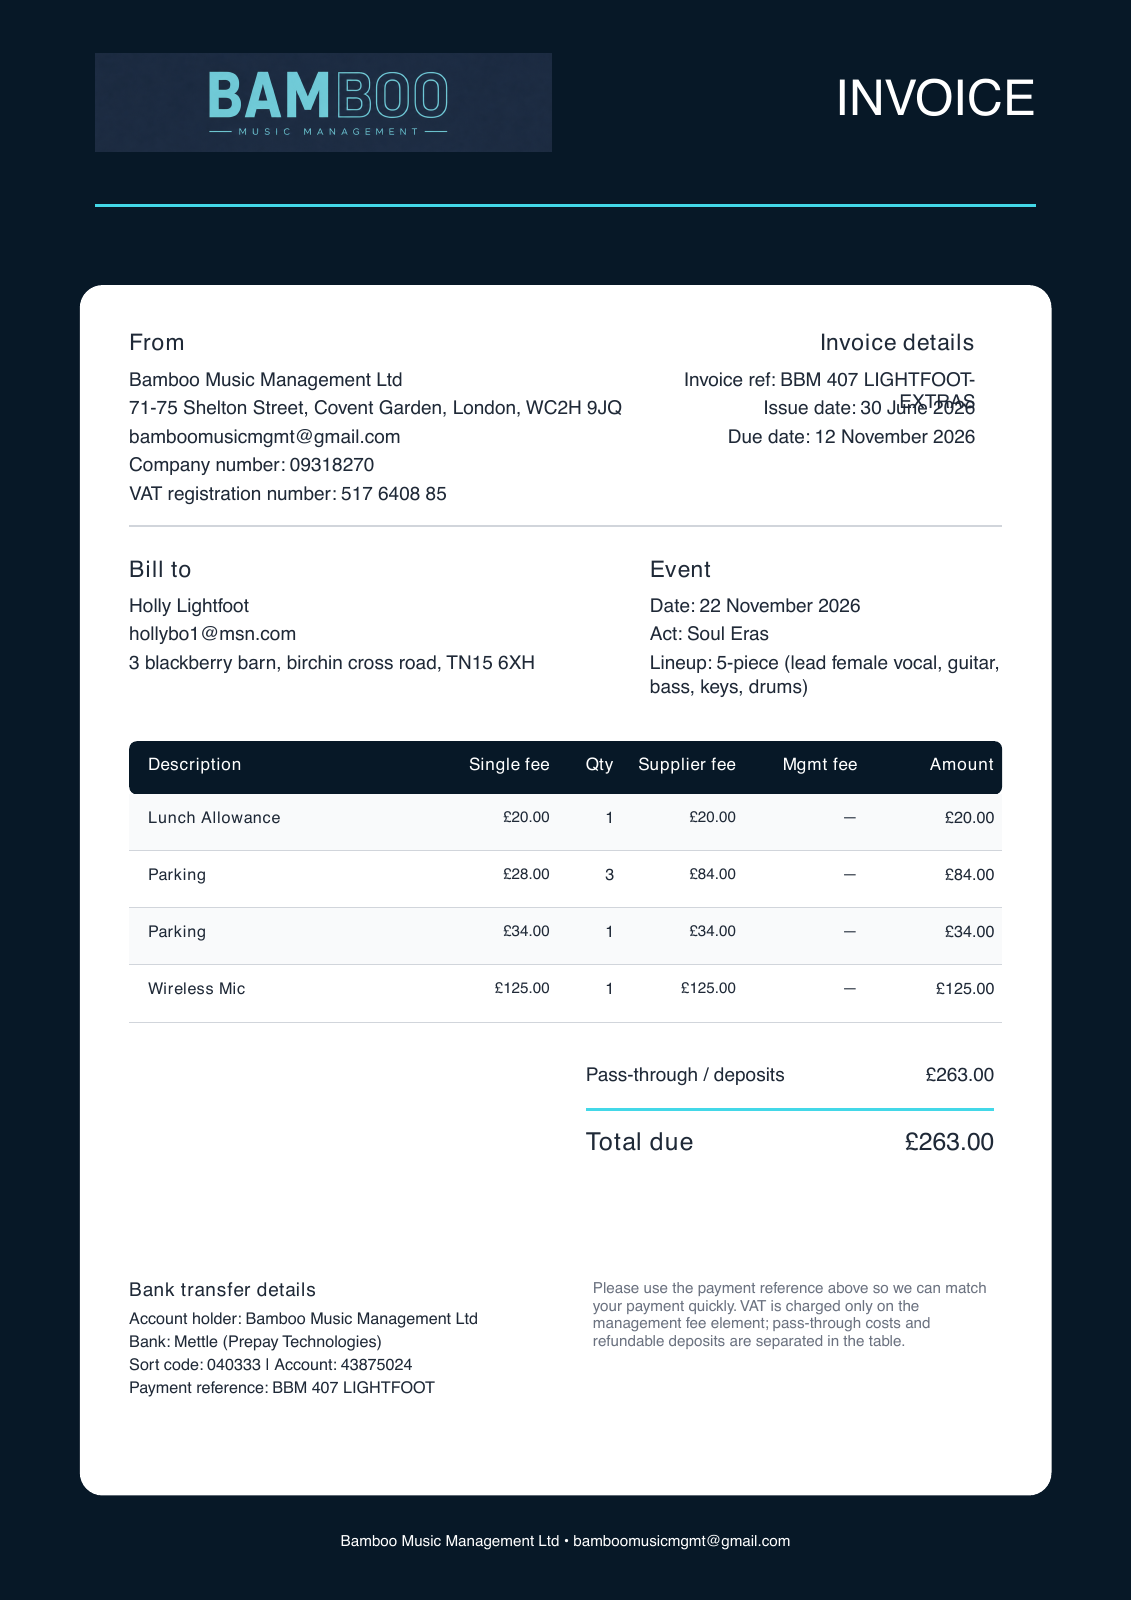 BAMBOO
MUSIC MANAGEMENT
INVOICE
From
Bamboo Music Management Ltd
71-75 Shelton Street, Covent Garden, London, WC2H 9JQ
bamboomusicmgmt@gmail.com
Company number: 09318270
VAT registration number: 517 6408 85
Invoice details
Invoice ref: BBM 407 LIGHTFOOT-
EXTRAS
Issue date: 30 June 2026
Due date: 12 November 2026
Bill to
Holly Lightfoot
hollybo1@msn.com
3 blackberry barn, birchin cross road, TN15 6XH
Event
Date: 22 November 2026
Act: Soul Eras
Lineup: 5-piece (lead female vocal, guitar,
bass, keys, drums)
Description Single fee Qty Supplier fee Mgmt fee Amount
Lunch Allowance £20.00 1 £20.00 — £20.00
Parking £28.00 3 £84.00 — £84.00
Parking £34.00 1 £34.00 — £34.00
Wireless Mic £125.00 1 £125.00 — £125.00
Pass-through / deposits £263.00
Total due £263.00
Bank transfer details
Account holder: Bamboo Music Management Ltd
Bank: Mettle (Prepay Technologies)
Sort code: 040333 | Account: 43875024
Payment reference: BBM 407 LIGHTFOOT
Please use the payment reference above so we can match
your payment quickly. VAT is charged only on the
management fee element; pass-through costs and
refundable deposits are separated in the table.
Bamboo Music Management Ltd • bamboomusicmgmt@gmail.com